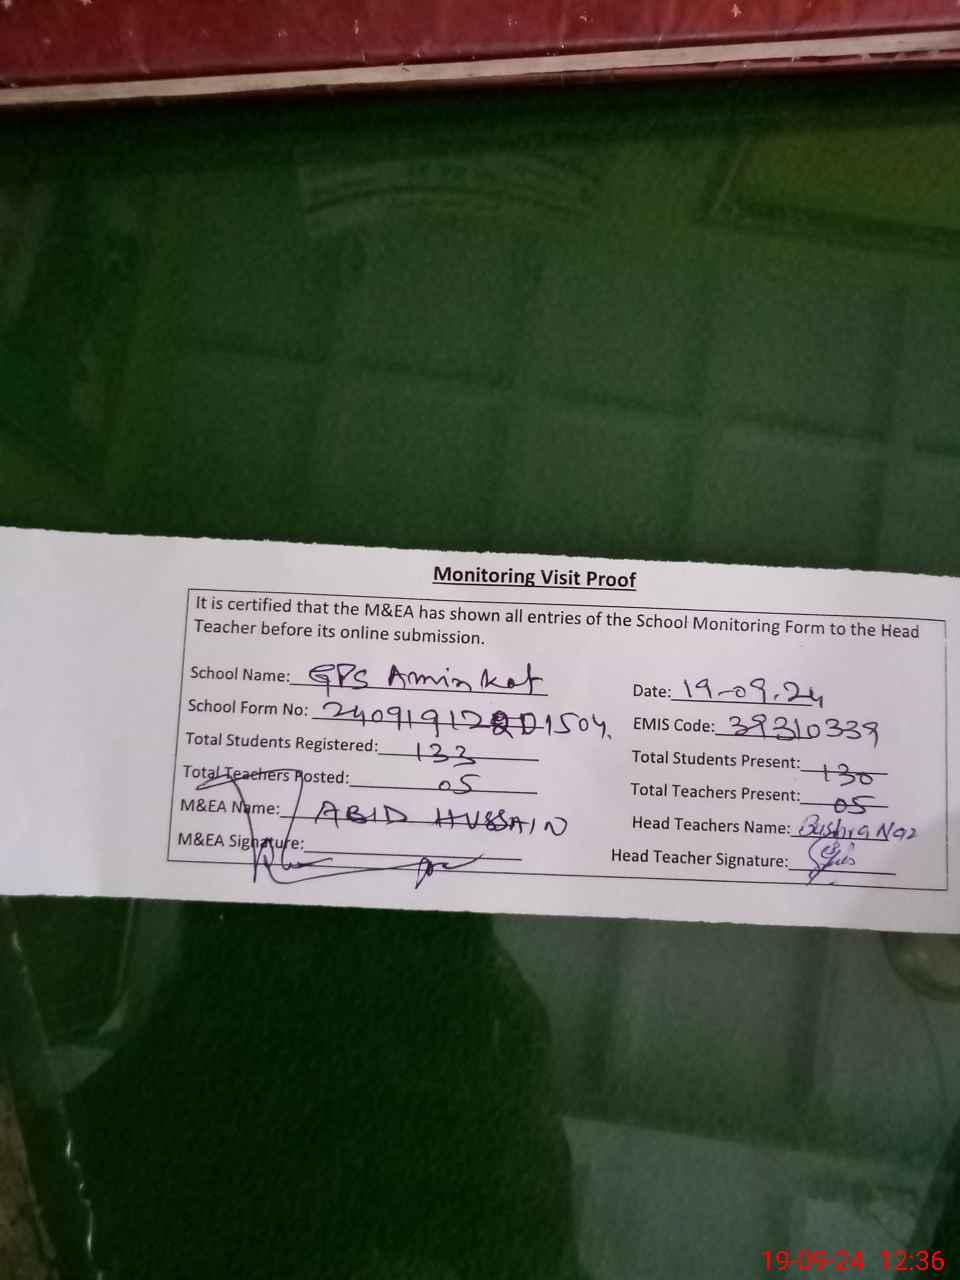 Monitoring Visit Proof
It is certified that the M&EA has shown all entries of the School Monitoring Form to the Head
Teacher before its online submission.
School Name: GPS Amin Kot Date: 19-09.24
School Form No: EMIS Code: 39310339
Total Students Registered: 133 Total Students Present: 130
Total Teachers Posted: 05 Total Teachers Present: 05
M&EA Name: ABID HUSSAIN Head Teachers Name: Bushra Naz
M&EA Signature: Head Teacher Signature:
19-09-24 12:36